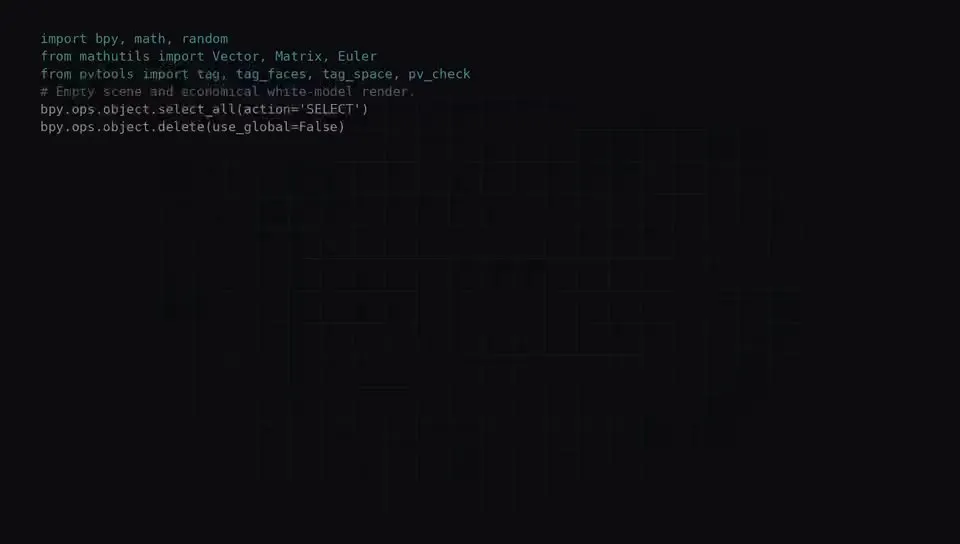 import bpy, math, random
from mathutils import Vector, Matrix, Euler
from pvtools import tag, tag_faces, tag_space, pv_check
# Empty scene and economical white-model render.
bpy.ops.object.select_all(action='SELECT')
bpy.ops.object.delete(use_global=False)